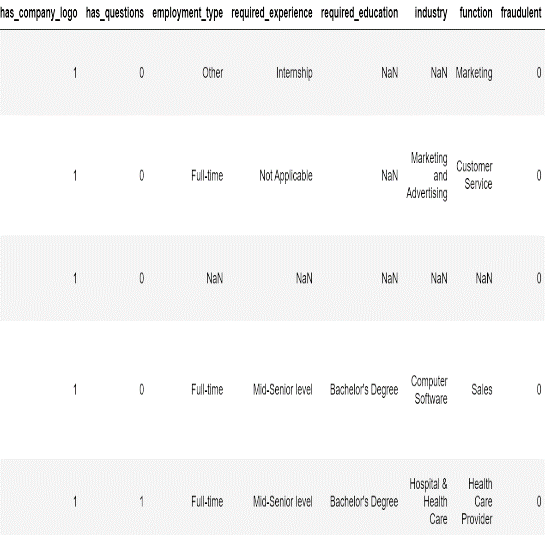 has_company_logo has_questions employment_type required_experience required_education industry function fraudulent
1 0 Other Internship NaN NaN Marketing 0
1 0 Full-time Not Applicable NaN Marketing and Advertising Customer Service 0
1 0 NaN NaN NaN NaN NaN 0
1 0 Full-time Mid-Senior level Bachelor's Degree Computer Software Sales 0
1 1 Full-time Mid-Senior level Bachelor's Degree Hospital & Health Care Health Care Provider 0